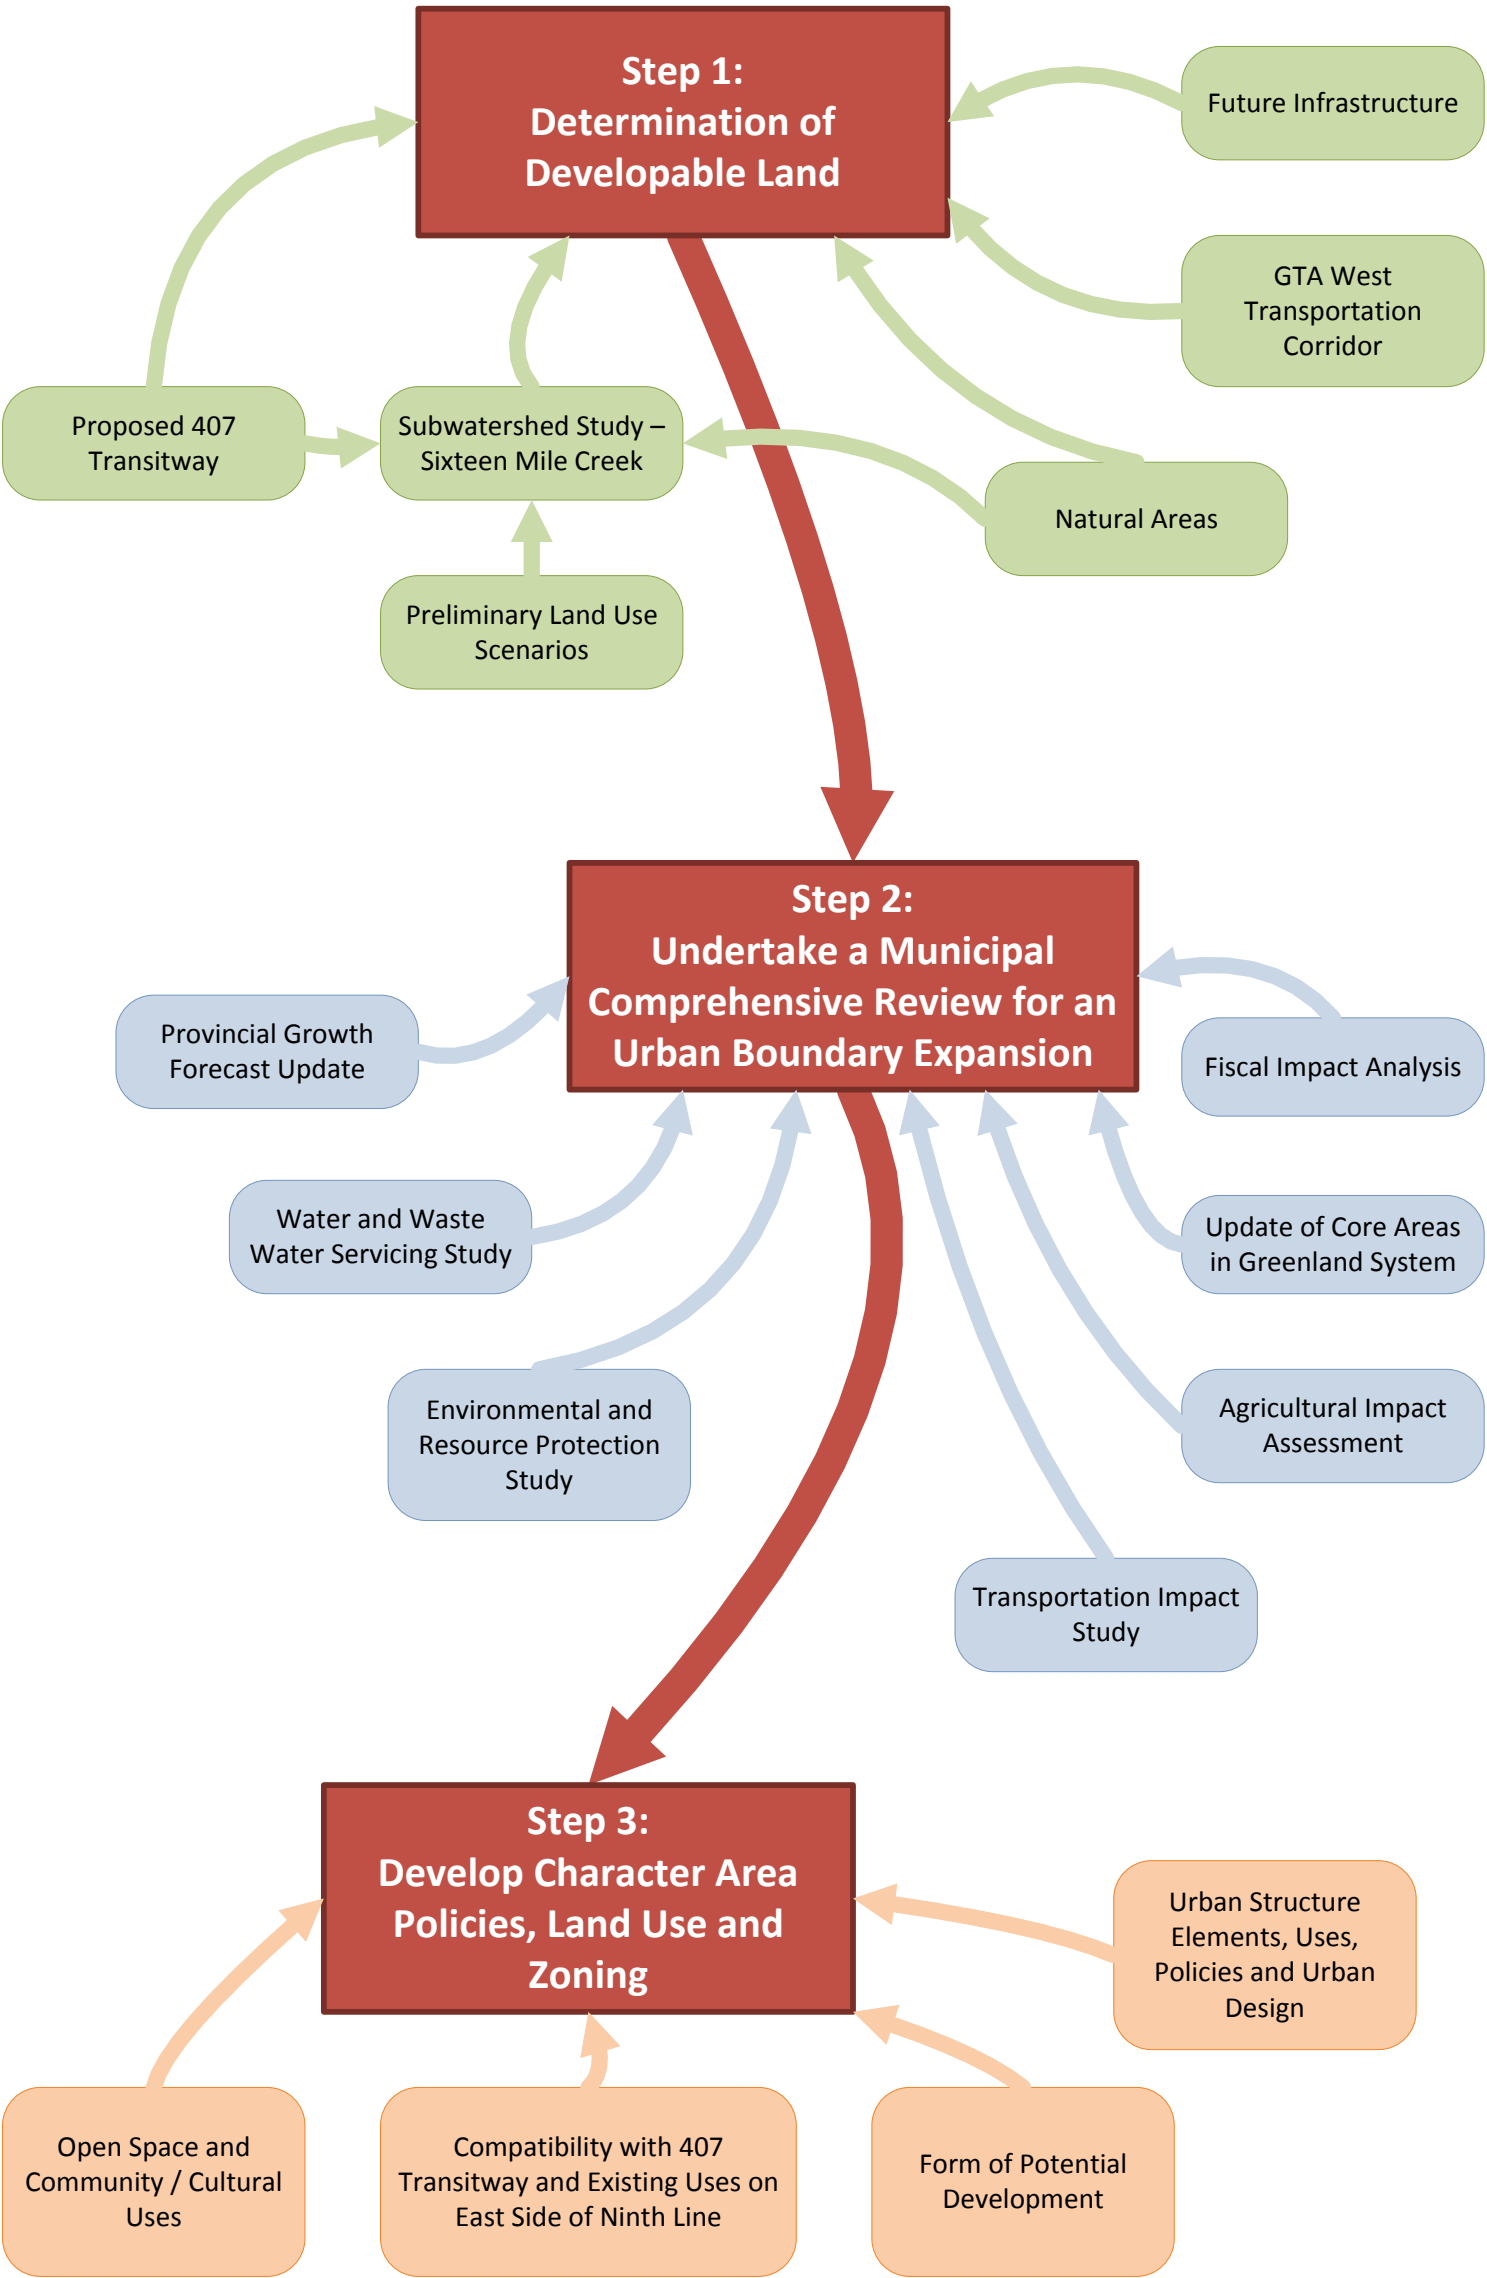 Step 1:
Determination of
Developable Land
Future Infrastructure
GTA West
Transportation
Corridor
Proposed 407
Transitway
Subwatershed Study –
Sixteen Mile Creek
Natural Areas
Preliminary Land Use
Scenarios
Step 2:
Undertake a Municipal
Comprehensive Review for an
Urban Boundary Expansion
Provincial Growth
Forecast Update
Fiscal Impact Analysis
Water and Waste
Water Servicing Study
Update of Core Areas
in Greenland System
Environmental and
Resource Protection
Study
Agricultural Impact
Assessment
Transportation Impact
Study
Step 3:
Develop Character Area
Policies, Land Use and
Zoning
Urban Structure
Elements, Uses,
Policies and Urban
Design
Open Space and
Community / Cultural
Uses
Compatibility with 407
Transitway and Existing Uses on
East Side of Ninth Line
Form of Potential
Development